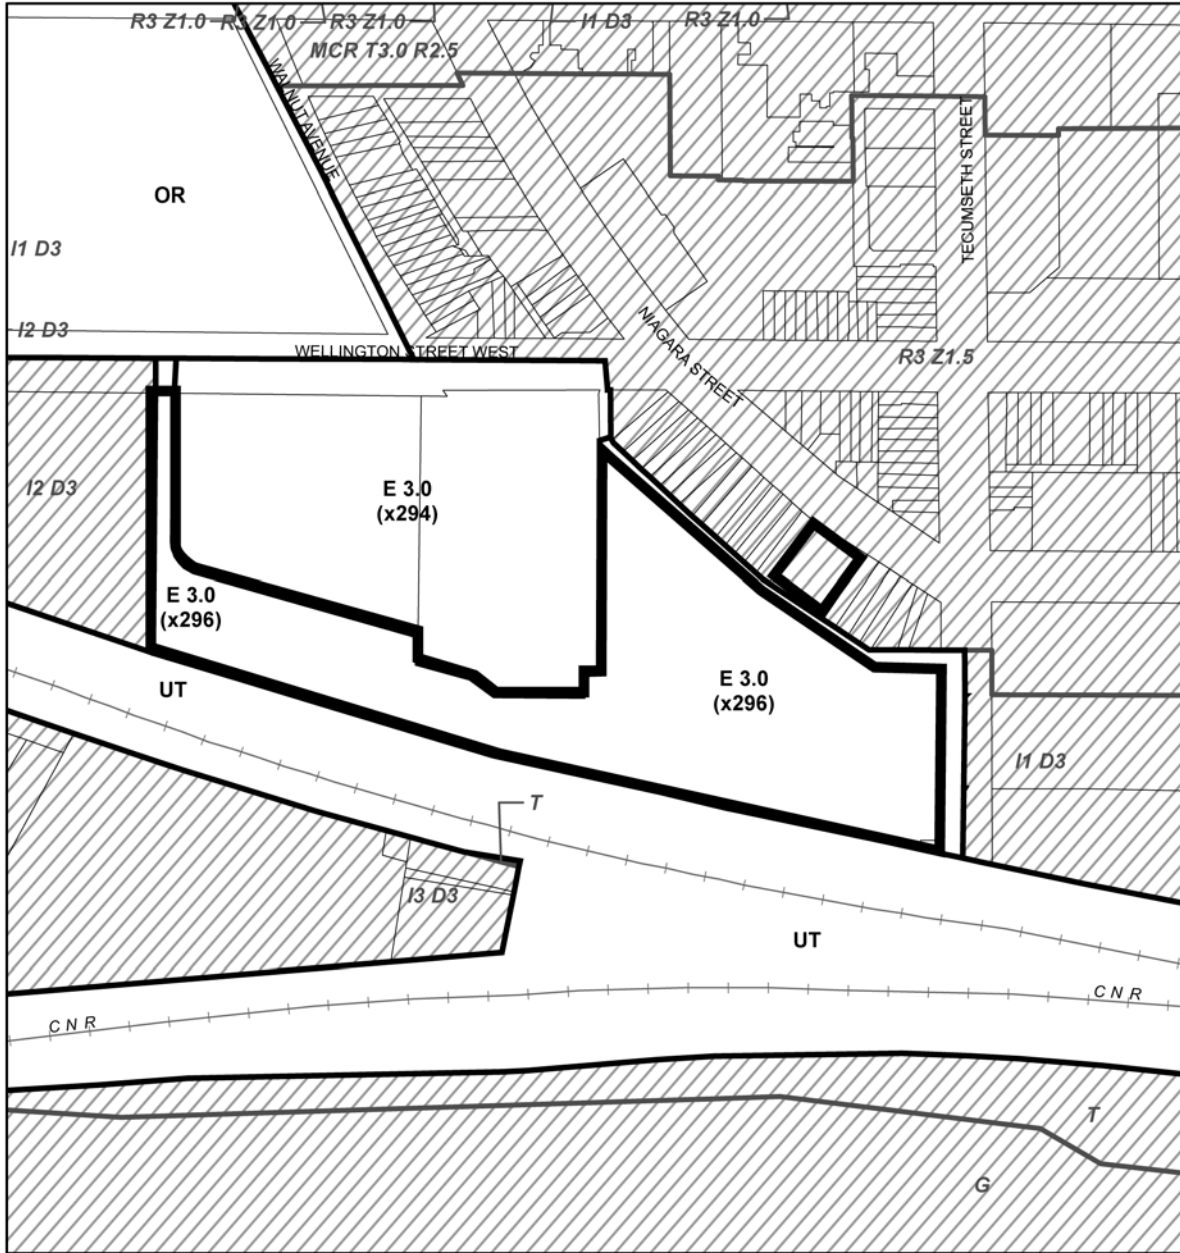 R3 Z1.0
R3 Z1.0
R3 Z1.0
I1 D3
R3 Z1.0
MCR T3.0 R2.5
WALNUT AVENUE
TECUMSETH STREET
OR
I1 D3
I2 D3
WELLINGTON STREET WEST
NIAGARA STREET
R3 Z1.5
I2 D3
E 3.0
(x294)
E 3.0
(x296)
UT
E 3.0
(x296)
I1 D3
T
I3 D3
UT
C N R
C N R
T
G